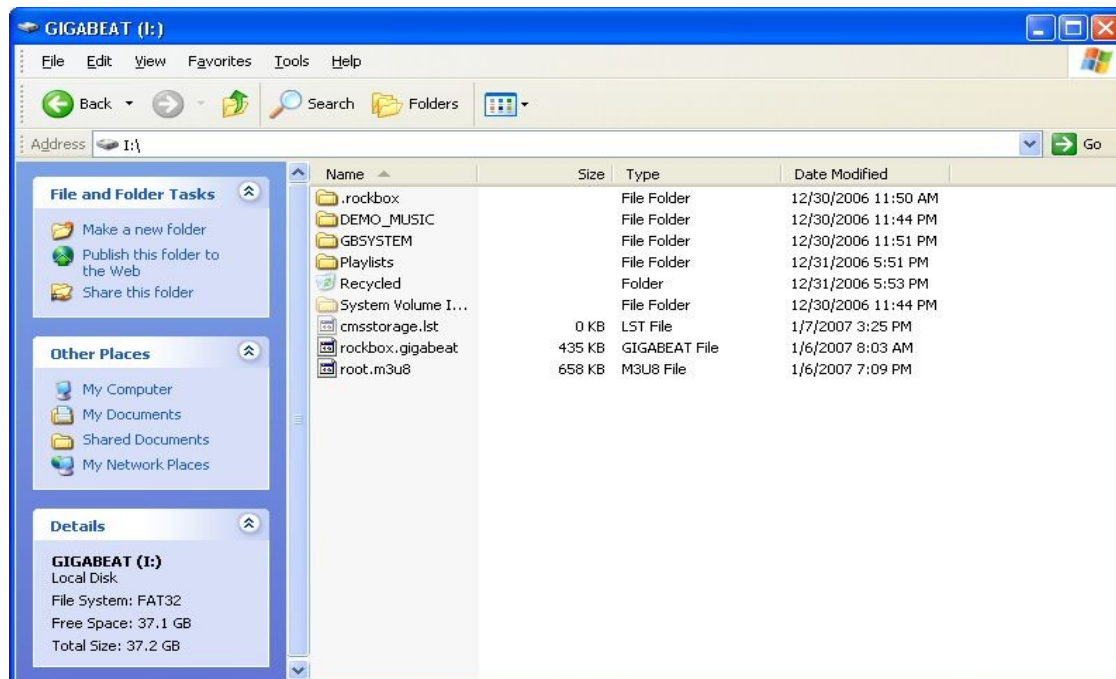 GIGABEAT (I:)
File Edit View Favorites Tools Help
Back Search Folders
Address I:\ Go
File and Folder Tasks
Make a new folder
Publish this folder to
the Web
Share this folder
Other Places
My Computer
My Documents
Shared Documents
My Network Places
Details
GIGABEAT (I:)
Local Disk
File System: FAT32
Free Space: 37.1 GB
Total Size: 37.2 GB
Name Size Type Date Modified
.rockbox File Folder 12/30/2006 11:50 AM
DEMO_MUSIC File Folder 12/30/2006 11:44 PM
GBSYSTEM File Folder 12/30/2006 11:51 PM
Playlists File Folder 12/31/2006 5:51 PM
Recycled Folder 12/31/2006 5:53 PM
System Volume I... File Folder 12/30/2006 11:44 PM
cmsstorage.lst 0 KB LST File 1/7/2007 3:25 PM
rockbox.gigabeat 435 KB GIGABEAT File 1/6/2007 8:03 AM
root.m3u8 658 KB M3U8 File 1/6/2007 7:09 PM